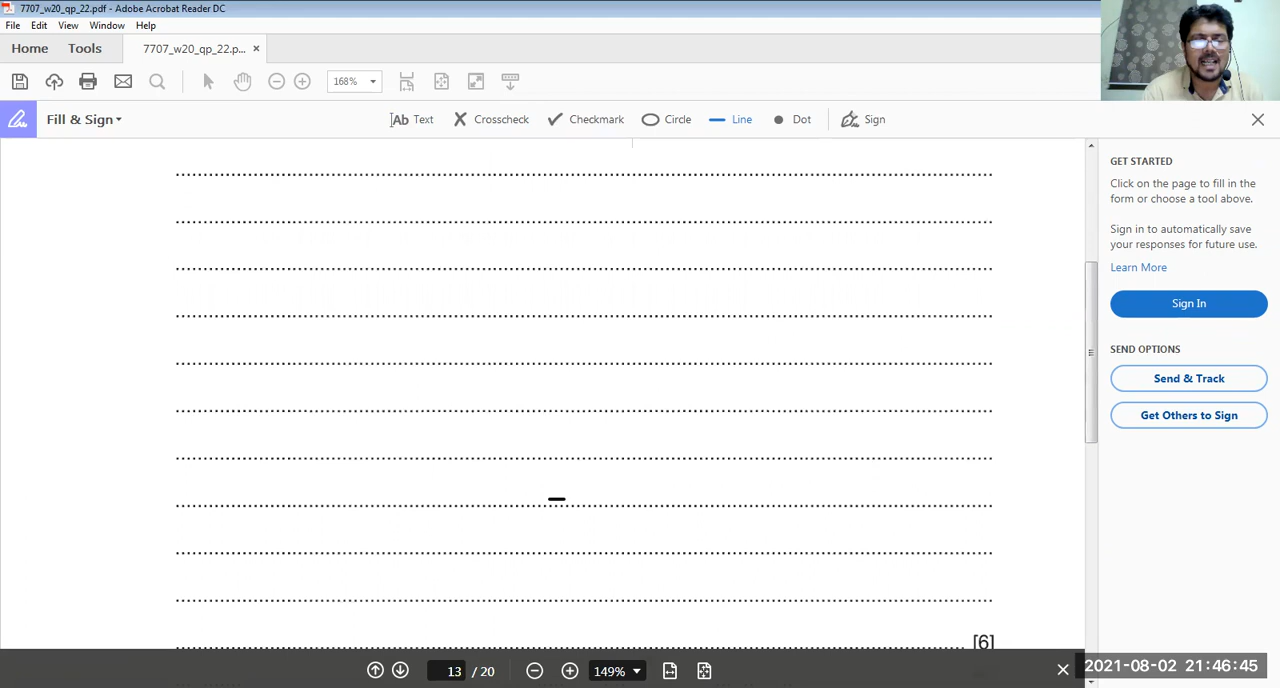 7707_w20_qp_22.pdf - Adobe Acrobat Reader DC
File Edit View Window Help
Home Tools 7707_w20_qp_22.p... ×
168%
Fill & Sign
Ab Text Crosscheck Checkmark Circle Line Dot Sign
GET STARTED
Click on the page to fill in the
form or choose a tool above.
Sign in to automatically save
your responses for future use.
Learn More
Sign In
SEND OPTIONS
Send & Track
Get Others to Sign
[6]
13 / 20 149%
2021-08-02 21:46:45